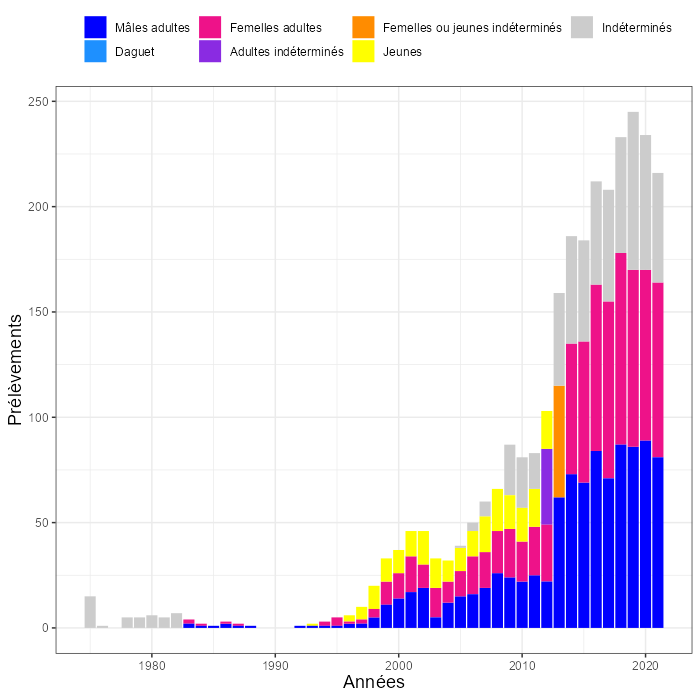 Mâles adultes Femelles adultes Femelles ou jeunes indéterminés Indéterminés
Daguet Adultes indéterminés Jeunes
250
200
150
100
50
0
Prélèvements
1980 1990 2000 2010 2020
Années